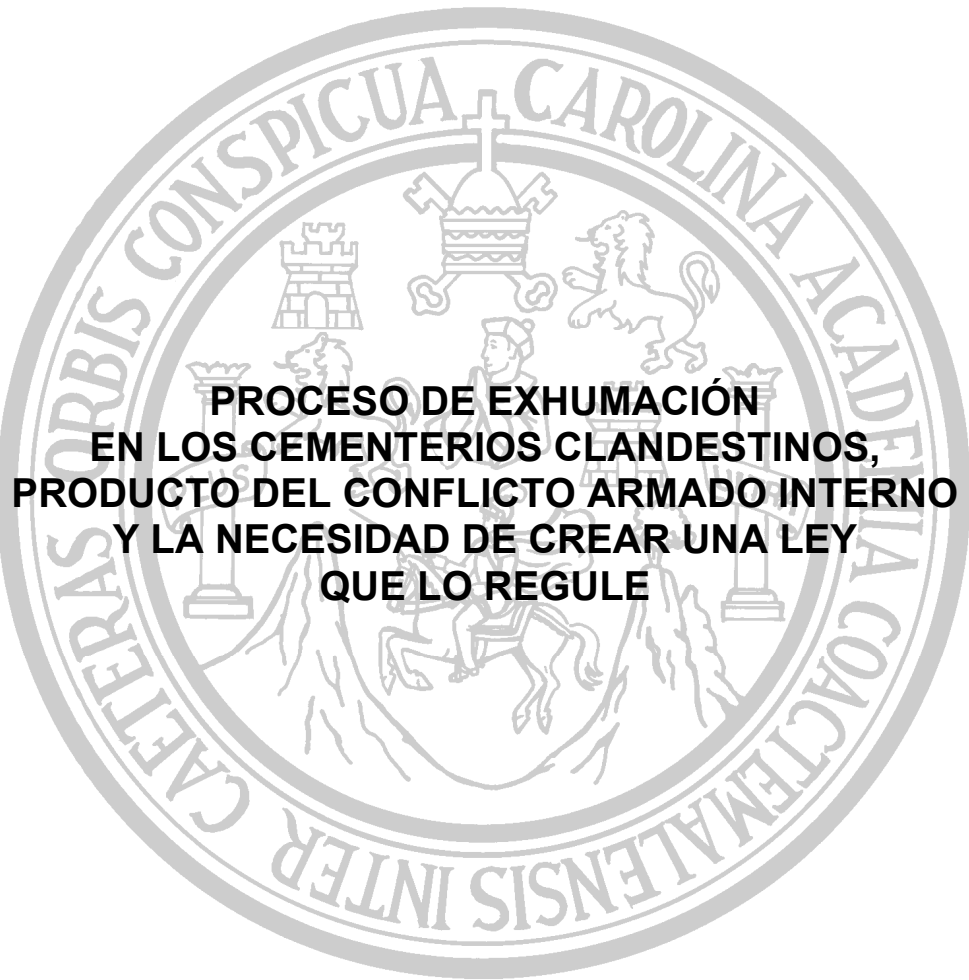 CAETERAS ORBIS CONSPICUA CAROLINA ACADEMIA COACTEMALENSIS INTER
PROCESO DE EXHUMACIÓN
EN LOS CEMENTERIOS CLANDESTINOS,
PRODUCTO DEL CONFLICTO ARMADO INTERNO
Y LA NECESIDAD DE CREAR UNA LEY
QUE LO REGULE